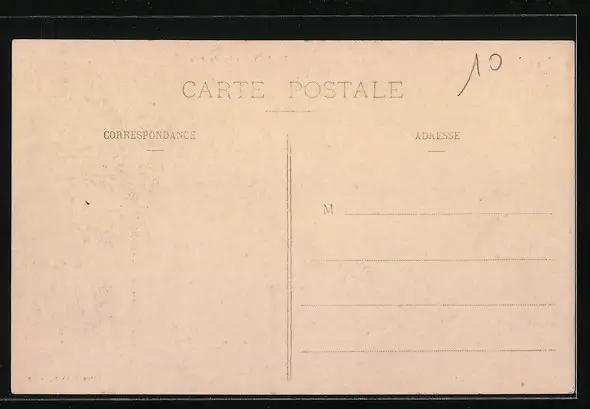 10
CARTE POSTALE
CORRESPONDANCE
ADRESSE
M